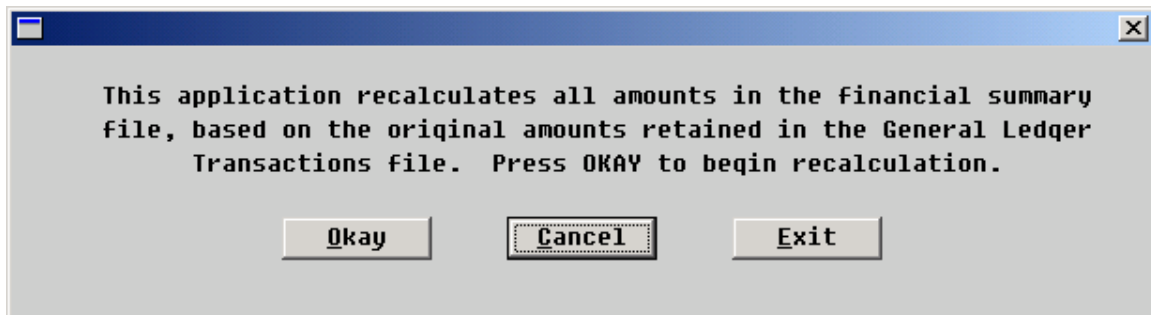 This application recalculates all amounts in the financial summary
file, based on the original amounts retained in the General Ledger
Transactions file.  Press OKAY to begin recalculation.
Okay Cancel Exit